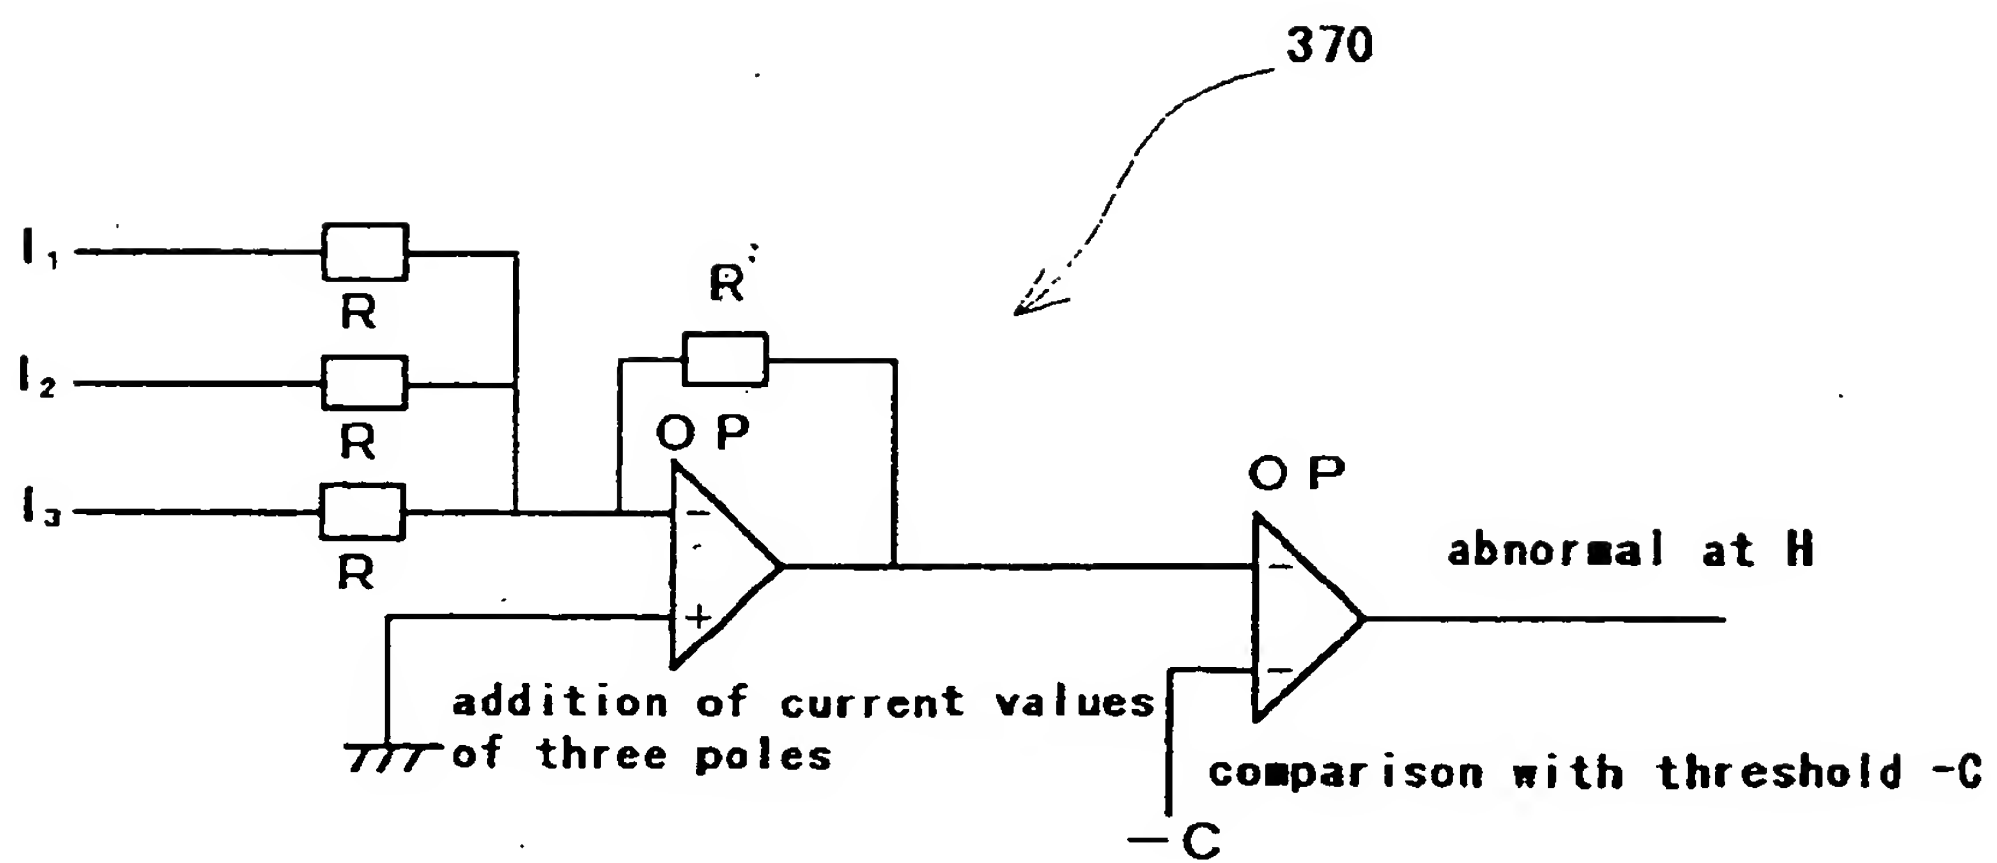 370
I1
R
I2
R
I3
R
R'
OP
-
+
addition of current values
of three poles
OP
-
-
abnormal at H
comparison with threshold -C
-C